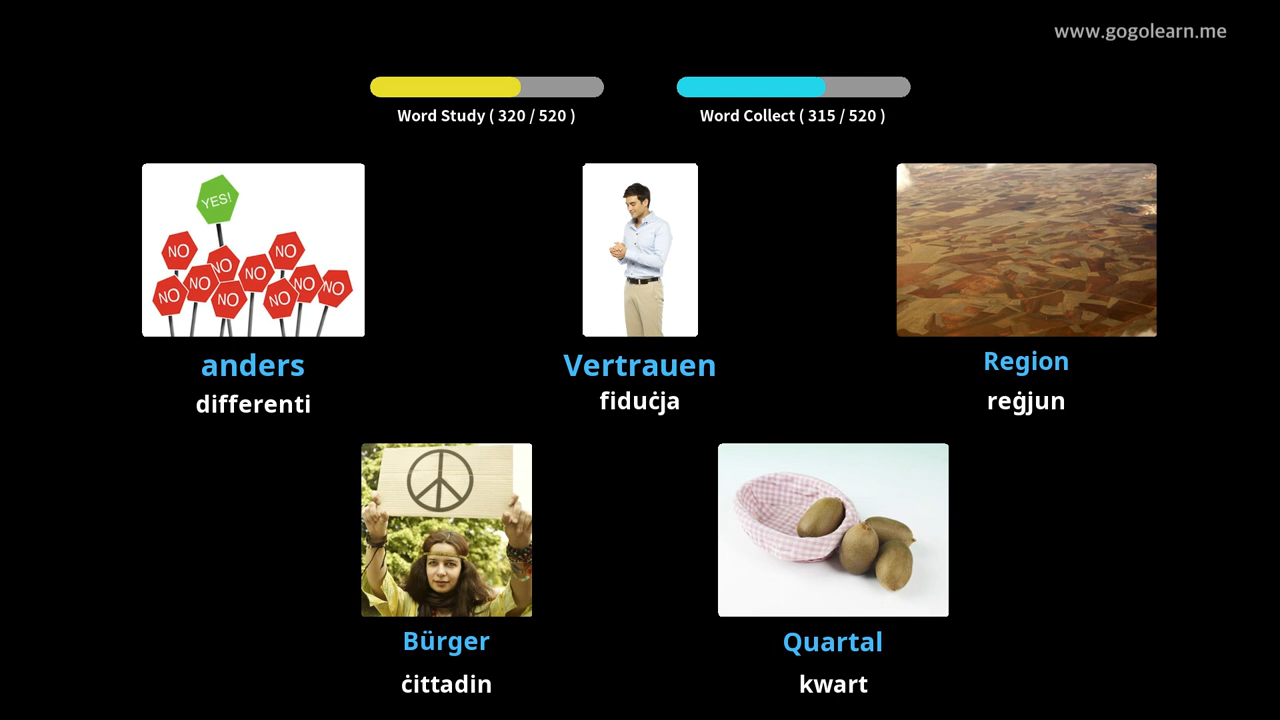 www.gogolearn.me
Word Study ( 320 / 520 )
Word Collect ( 315 / 520 )
YES!
NO
NO
NO
NO
NO
NO
NO
NO
NO
anders
differenti
Vertrauen
fiduċja
Region
reġjun
Bürger
ċittadin
Quartal
kwart